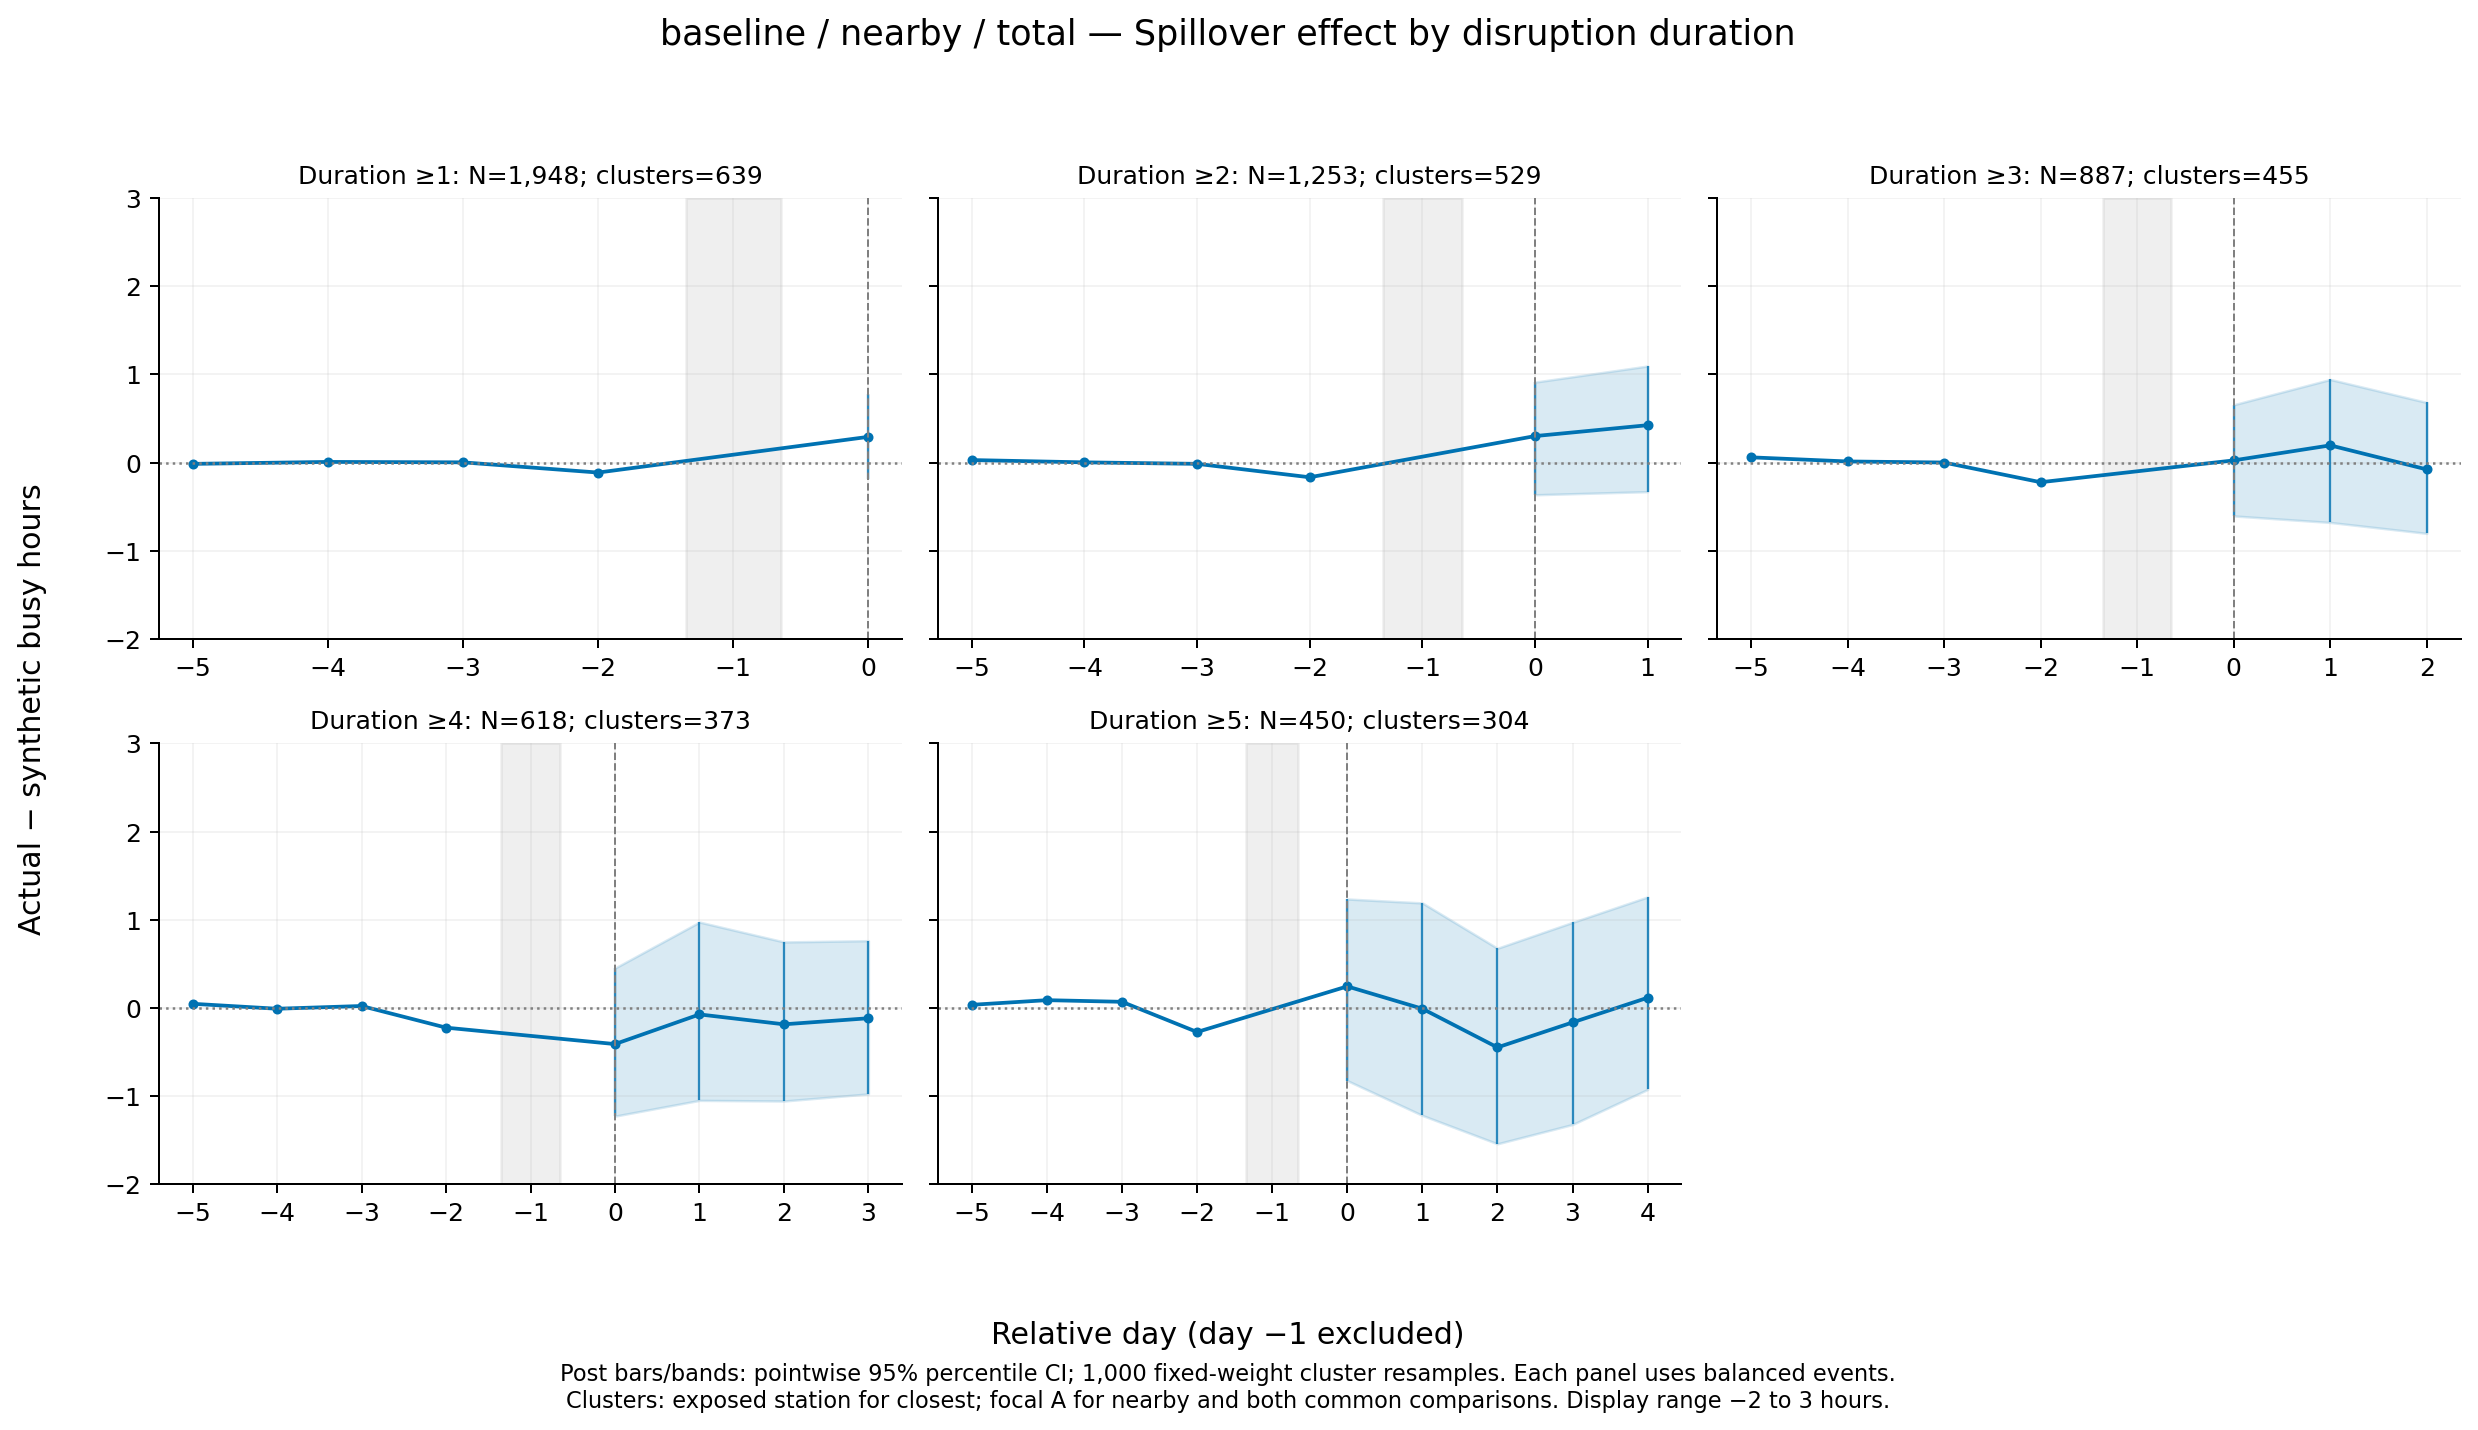 baseline / nearby / total — Spillover effect by disruption duration
Duration ≥1: N=1,948; clusters=639
Duration ≥2: N=1,253; clusters=529
Duration ≥3: N=887; clusters=455
3
2
1
0
−1
−2
−5 −4 −3 −2 −1 0
−5 −4 −3 −2 −1 0 1
−5 −4 −3 −2 −1 0 1 2
Actual − synthetic busy hours
Duration ≥4: N=618; clusters=373
Duration ≥5: N=450; clusters=304
3
2
1
0
−1
−2
−5 −4 −3 −2 −1 0 1 2 3
−5 −4 −3 −2 −1 0 1 2 3 4
Relative day (day −1 excluded)
Post bars/bands: pointwise 95% percentile CI; 1,000 fixed-weight cluster resamples. Each panel uses balanced events.
Clusters: exposed station for closest; focal A for nearby and both common comparisons. Display range −2 to 3 hours.